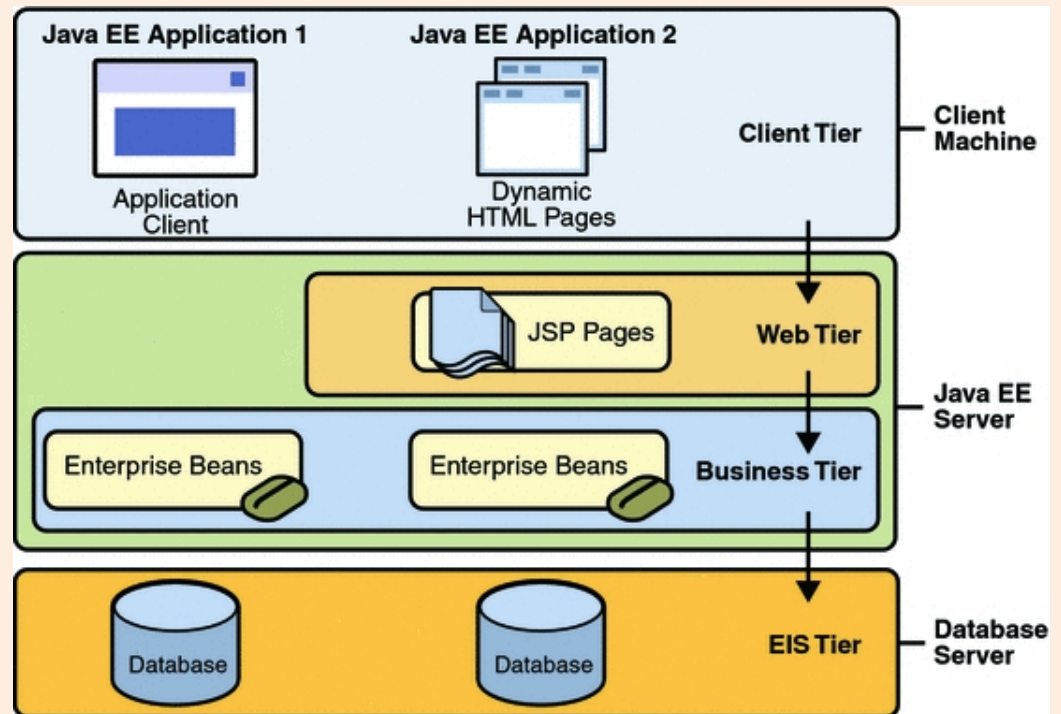 Java EE Application 1
Java EE Application 2
Application
Client
Dynamic
HTML Pages
Client Tier
Client
Machine
JSP Pages
Web Tier
Java EE
Server
Enterprise Beans
Enterprise Beans
Business Tier
Database
Database
EIS Tier
Database
Server